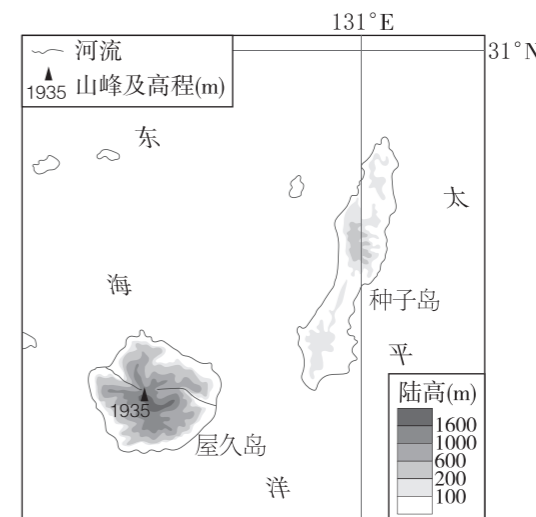 131°E
31°N
河流
1935 山峰及高程(m)
东
太
海
种子岛
平
1935
屋久岛
洋
陆高(m)
1600
1000
600
200
100